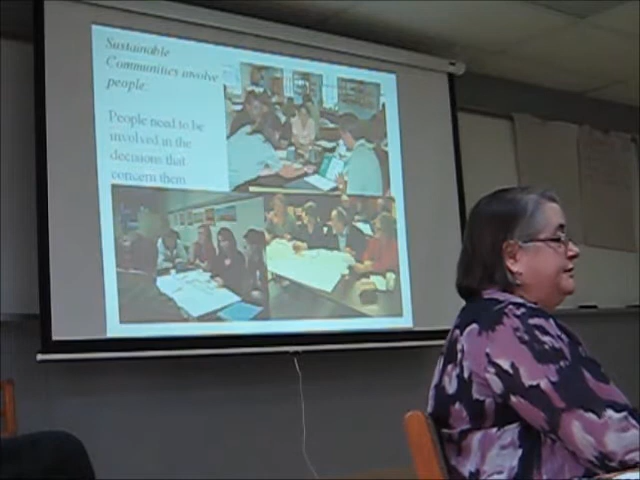 Sustainable
Communities involve
people:
People need to be
involved in the
decisions that
concern them